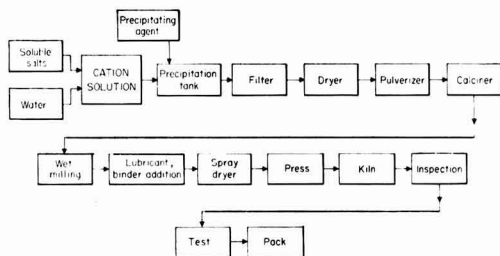 Precipitating
agent
Soluble
salts
Water
CATION
SOLUTION
Precipitation
tank
Filter
Dryer
Pulverizer
Calciner
Wet
milling
Lubricant,
binder addition
Spray
dryer
Press
Kiln
Inspection
Test
Pack